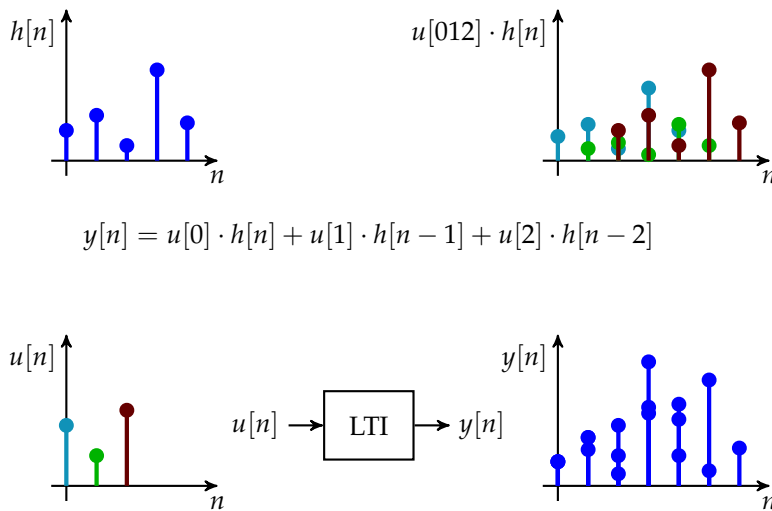 h[n]
n
u[012] · h[n]
n
y[n] = u[0] · h[n] + u[1] · h[n − 1] + u[2] · h[n − 2]
u[n]
n
u[n]
LTI
y[n]
y[n]
n